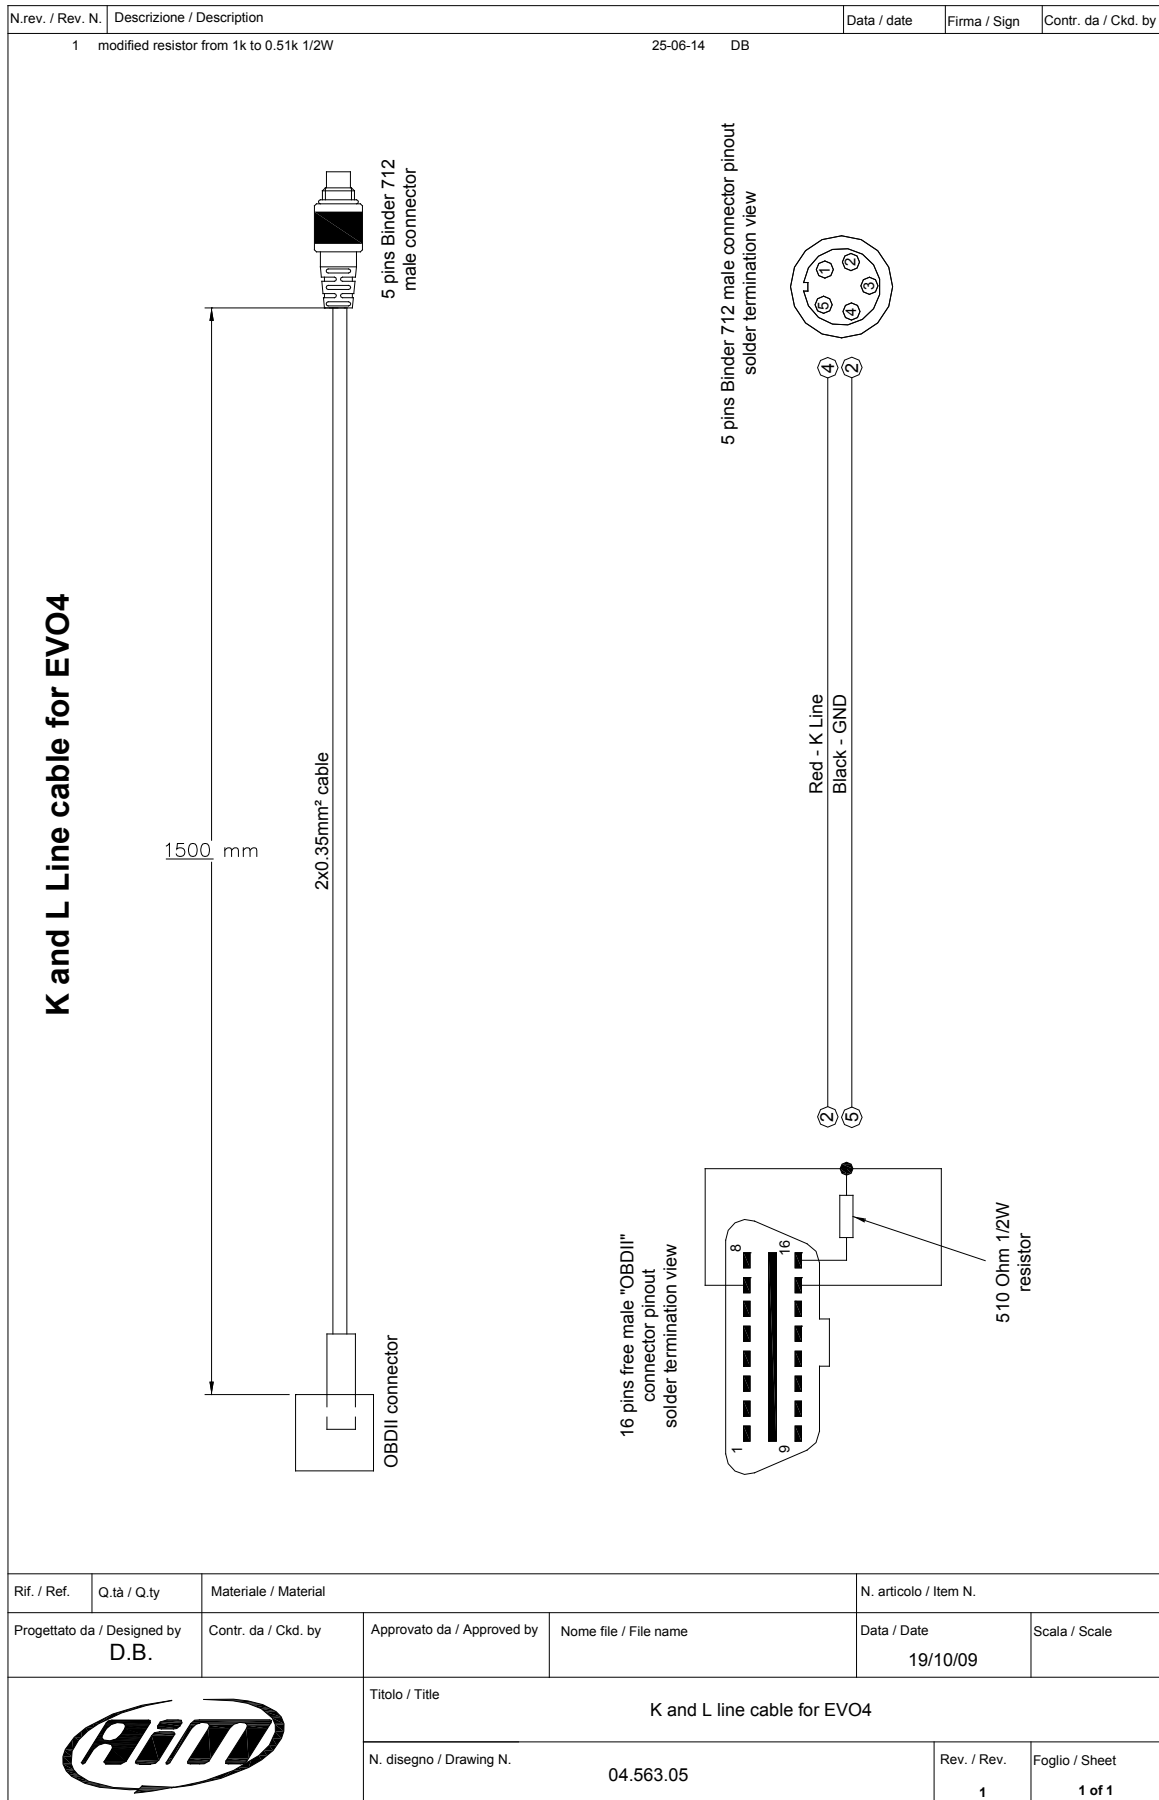 N.rev. / Rev. N. Descrizione / Description Data / date Firma / Sign Contr. da / Ckd. by
1 modified resistor from 1k to 0.51k 1/2W 25-06-14 DB
K and L Line cable for EVO4
5 pins Binder 712
male connector
1500 mm
2x0.35mm² cable
OBDII connector
5 pins Binder 712 male connector pinout
solder termination view
1
2
3
4
5
4 2
Red - K Line
Black - GND
2 5
16 pins free male "OBDII"
connector pinout
solder termination view
8 16
1 9
510 Ohm 1/2W
resistor
Rif. / Ref. Q.tà / Q.ty Materiale / Material N. articolo / Item N.
Progettato da / Designed by Contr. da / Ckd. by Approvato da / Approved by Nome file / File name Data / Date Scala / Scale
D.B. 19/10/09
AiM
Titolo / Title
K and L line cable for EVO4
N. disegno / Drawing N. Rev. / Rev. Foglio / Sheet
04.563.05 1 1 of 1